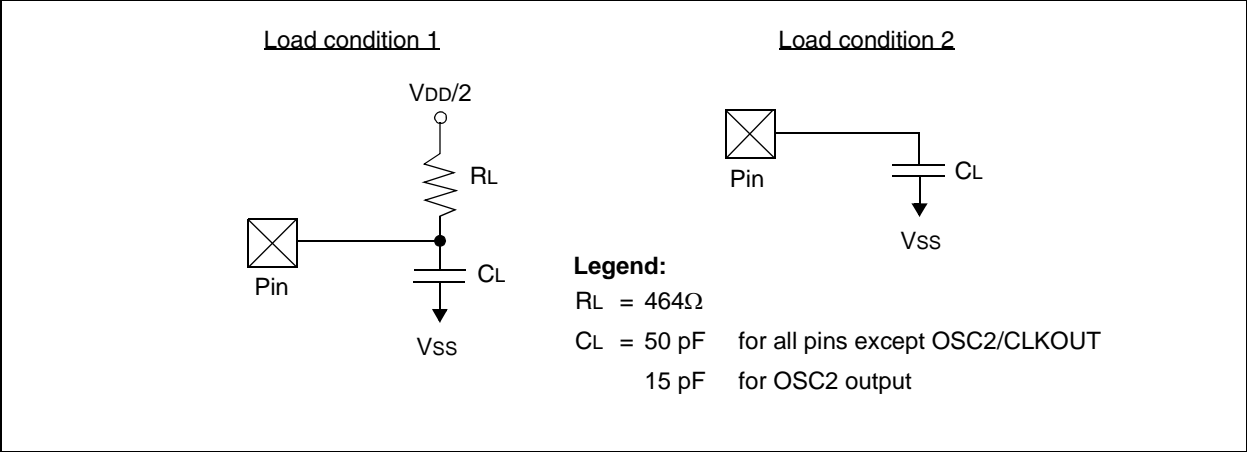 Load condition 1
VDD/2
RL
Pin
CL
VSS
Load condition 2
Pin
CL
VSS
Legend:
RL = 464Ω
CL = 50 pF for all pins except OSC2/CLKOUT
15 pF for OSC2 output